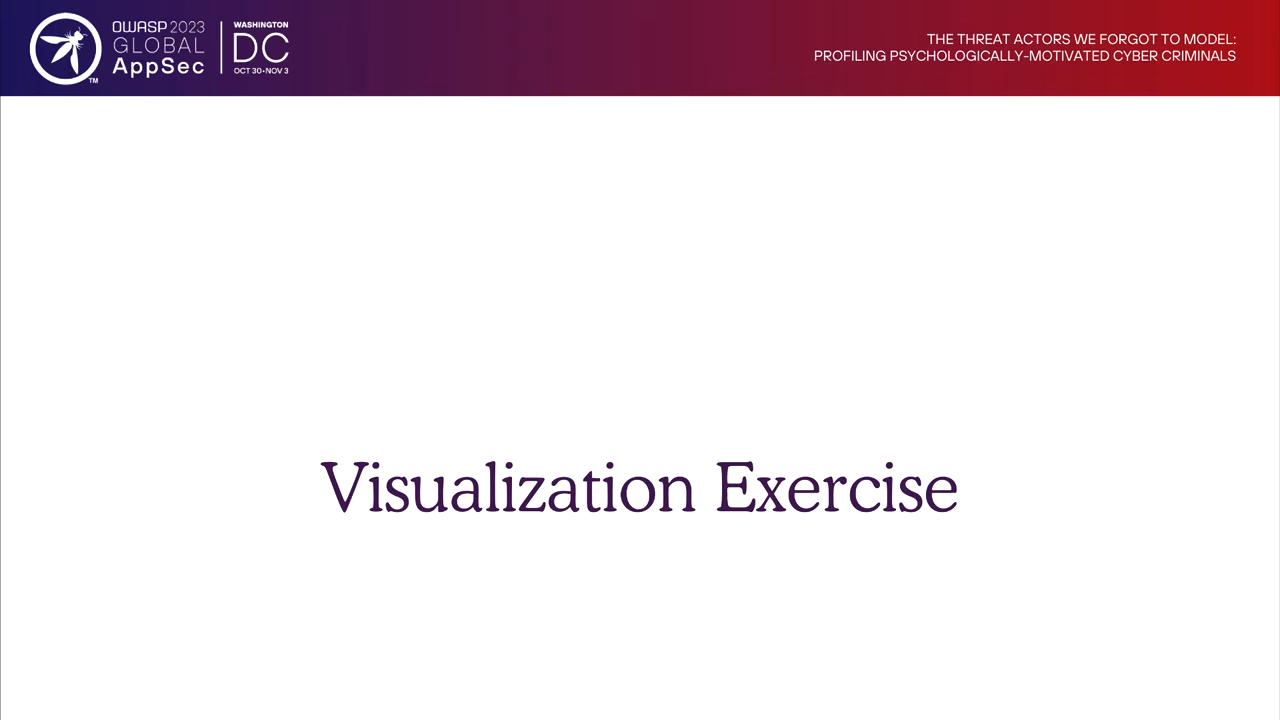 OWASP 2023
GLOBAL
AppSec
TM
WASHINGTON
DC
OCT 30•NOV 3
THE THREAT ACTORS WE FORGOT TO MODEL:
PROFILING PSYCHOLOGICALLY-MOTIVATED CYBER CRIMINALS
Visualization Exercise